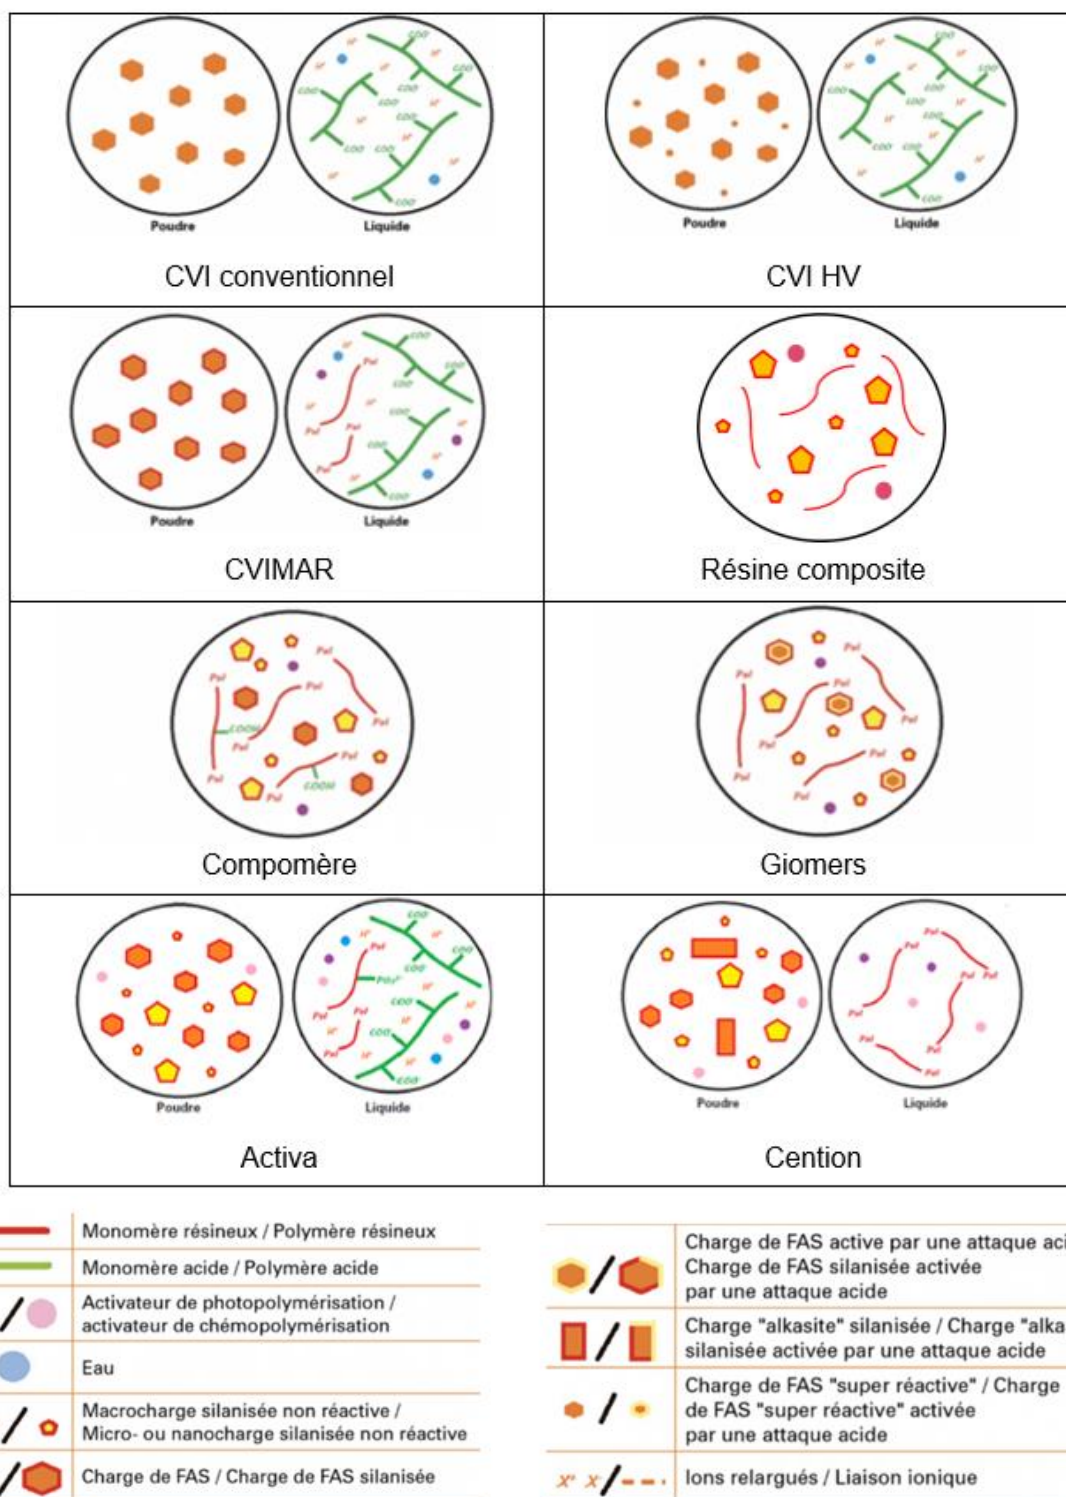 Poudre Liquide
CVI conventionnel
Poudre Liquide
CVI HV
Poudre Liquide
CVIMAR
Résine composite
Compomère
Giomers
Poudre Liquide
Activa
Poudre Liquide
Cention
Monomère résineux / Polymère résineux
Monomère acide / Polymère acide
Activateur de photopolymérisation /
activateur de chémopolymérisation
Eau
Macrocharge silanisée non réactive /
Micro- ou nanocharge silanisée non réactive
Charge de FAS / Charge de FAS silanisée
Charge de FAS active par une attaque aci
Charge de FAS silanisée activée
par une attaque acide
Charge "alkasite" silanisée / Charge "alka
silanisée activée par une attaque acide
Charge de FAS "super réactive" / Charge
de FAS "super réactive" activée
par une attaque acide
X⁺ X⁻ Ions relargués / Liaison ionique